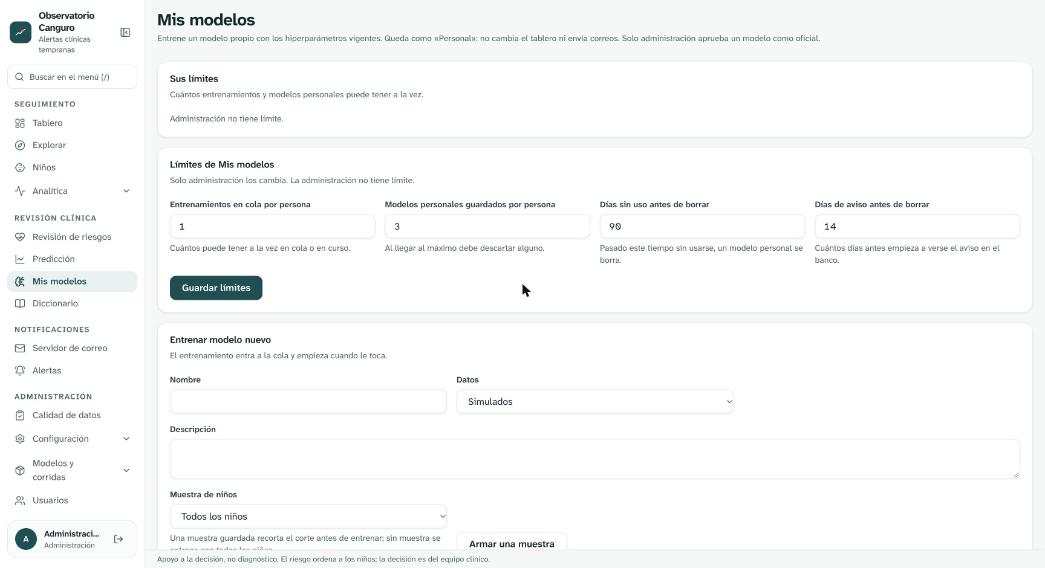 Observatorio
Canguro
Alertas clínicas
tempranas
Buscar en el menú (/)
SEGUIMIENTO
Tablero
Explorar
Niños
Analítica
REVISIÓN CLÍNICA
Revisión de riesgos
Predicción
Mis modelos
Diccionario
NOTIFICACIONES
Servidor de correo
Alertas
ADMINISTRACIÓN
Calidad de datos
Configuración
Modelos y
corridas
Usuarios
A
Administraci...
Administración
Mis modelos
Entrene un modelo propio con los hiperparámetros vigentes. Queda como «Personal»: no cambia el tablero ni envía correos. Solo administración aprueba un modelo como oficial.
Sus límites
Cuántos entrenamientos y modelos personales puede tener a la vez.
Administración no tiene límite.
Límites de Mis modelos
Solo administración los cambia. La administración no tiene límite.
Entrenamientos en cola por persona
1
Cuántos puede tener a la vez en cola o en curso.
Modelos personales guardados por persona
3
Al llegar al máximo debe descartar alguno.
Días sin uso antes de borrar
90
Pasado este tiempo sin usarse, un modelo personal se
borra.
Días de aviso antes de borrar
14
Cuántos días antes empieza a verse el aviso en el
banco.
Guardar límites
Entrenar modelo nuevo
El entrenamiento entra a la cola y empieza cuando le toca.
Nombre
Datos
Simulados
Descripción
Muestra de niños
Todos los niños
Una muestra guardada recorta el corte antes de entrenar; sin muestra se
Armar una muestra
Apoyo a la decisión, no diagnóstico. El riesgo ordena a los niños; la decisión es del equipo clínico.